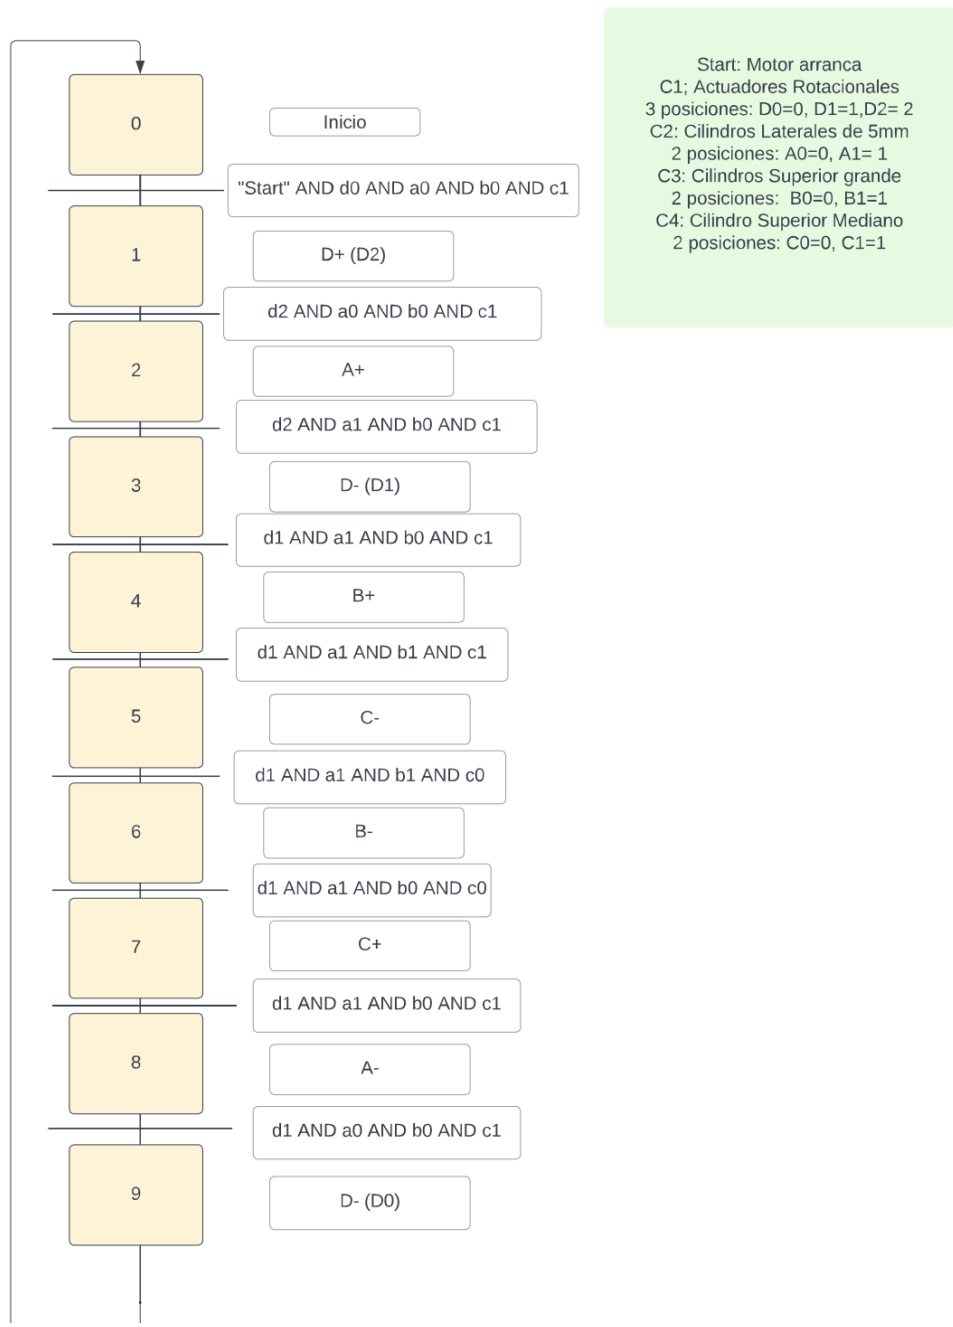 Start: Motor arranca
C1; Actuadores Rotacionales
3 posiciones: D0=0, D1=1,D2= 2
C2: Cilindros Laterales de 5mm
2 posiciones: A0=0, A1= 1
C3: Cilindros Superior grande
2 posiciones:  B0=0, B1=1
C4: Cilindro Superior Mediano
2 posiciones: C0=0, C1=1
0
Inicio
"Start" AND d0 AND a0 AND b0 AND c1
1
D+ (D2)
d2 AND a0 AND b0 AND c1
2
A+
d2 AND a1 AND b0 AND c1
3
D- (D1)
d1 AND a1 AND b0 AND c1
4
B+
d1 AND a1 AND b1 AND c1
5
C-
d1 AND a1 AND b1 AND c0
6
B-
d1 AND a1 AND b0 AND c0
7
C+
d1 AND a1 AND b0 AND c1
8
A-
d1 AND a0 AND b0 AND c1
9
D- (D0)